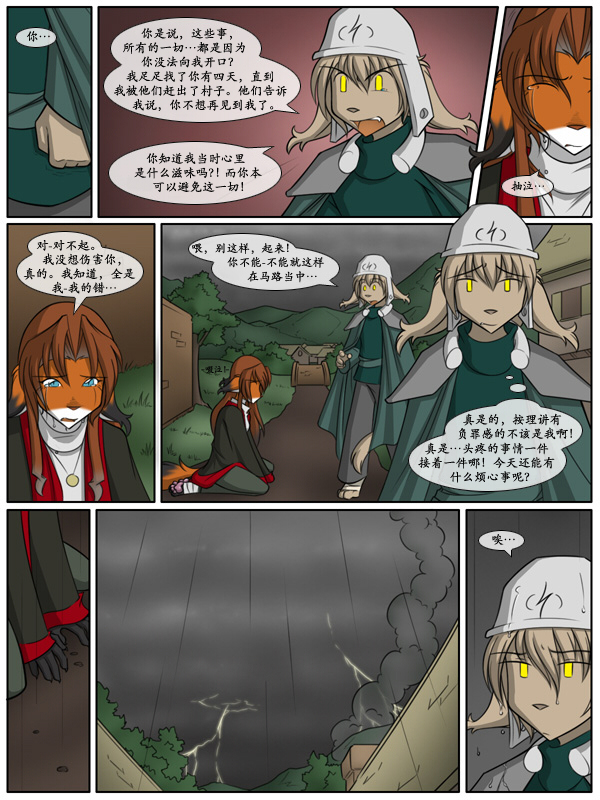 你…
你是说，这些事，
所有的一切…都是因为
你没法向我开口？
我足足找了你有四天，直到
我被他们赶出了村子。他们告诉
我说，你不想再见到我了。
你知道我当时心里
是什么滋味吗？！而你本
可以避免这一切！
抽泣…
对-对不起。
我没想伤害你，
真的。我知道，全是
我-我的错…
喂，别这样，起来！
你不能-不能就这样
在马路当中…
真是的，按理讲有
负罪感的不该是我啊！
真是…头疼的事情一件
接着一件哪！今天还能有
什么烦心事呢？
唉…